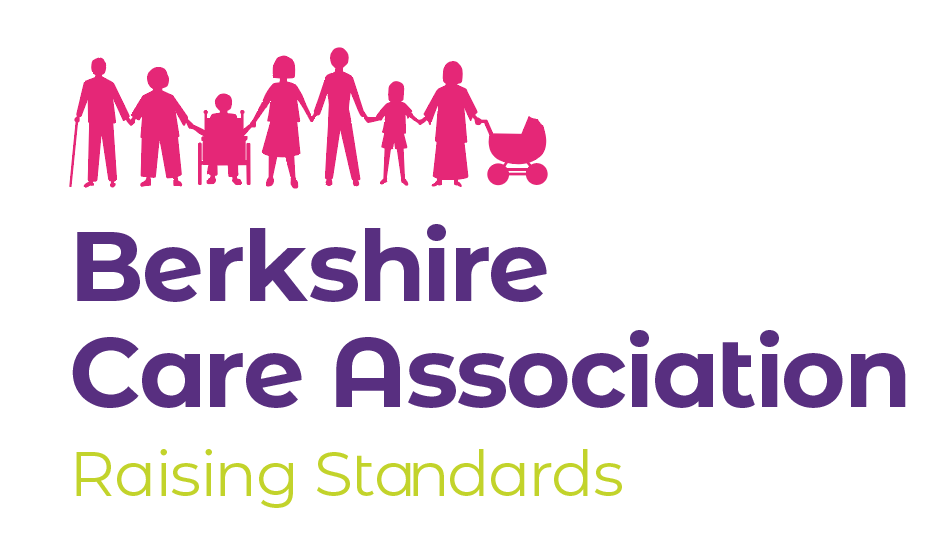 Berkshire
Care Association
Raising Standards